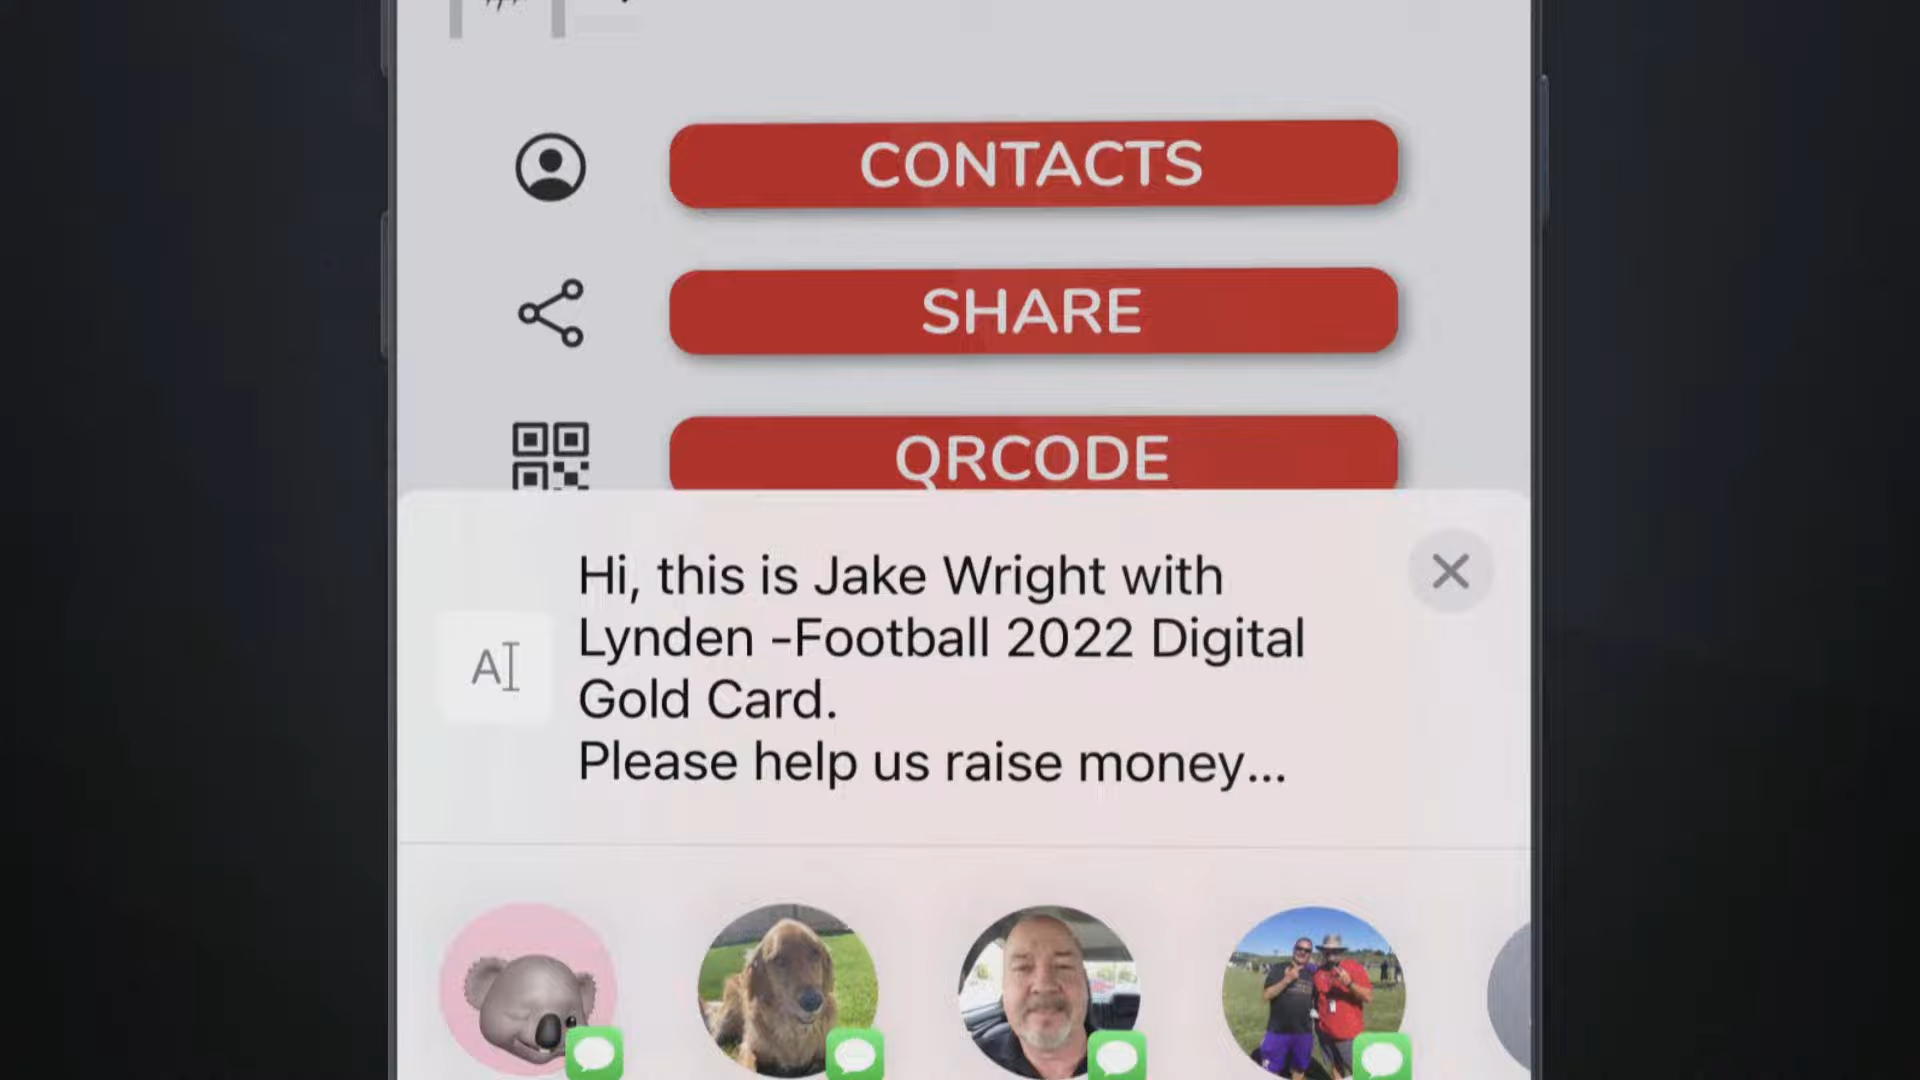 CONTACTS
SHARE
QRCODE
Hi, this is Jake Wright with
Lynden -Football 2022 Digital
Gold Card.
Please help us raise money...